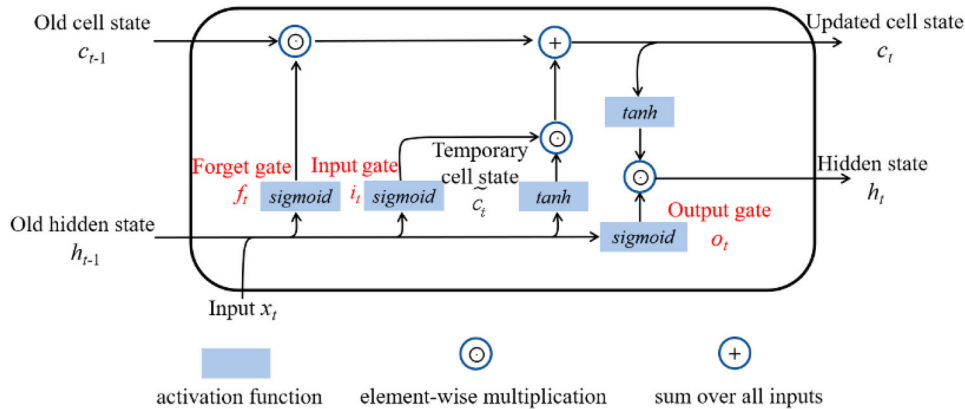 Old cell state
c_{t-1}
Updated cell state
c_t
tanh
Forget gate
f_t
sigmoid
Input gate
i_t
sigmoid
Temporary
cell state
c̃_t
tanh
Hidden state
h_t
Output gate
o_t
sigmoid
Old hidden state
h_{t-1}
Input x_t
activation function
element-wise multiplication
sum over all inputs